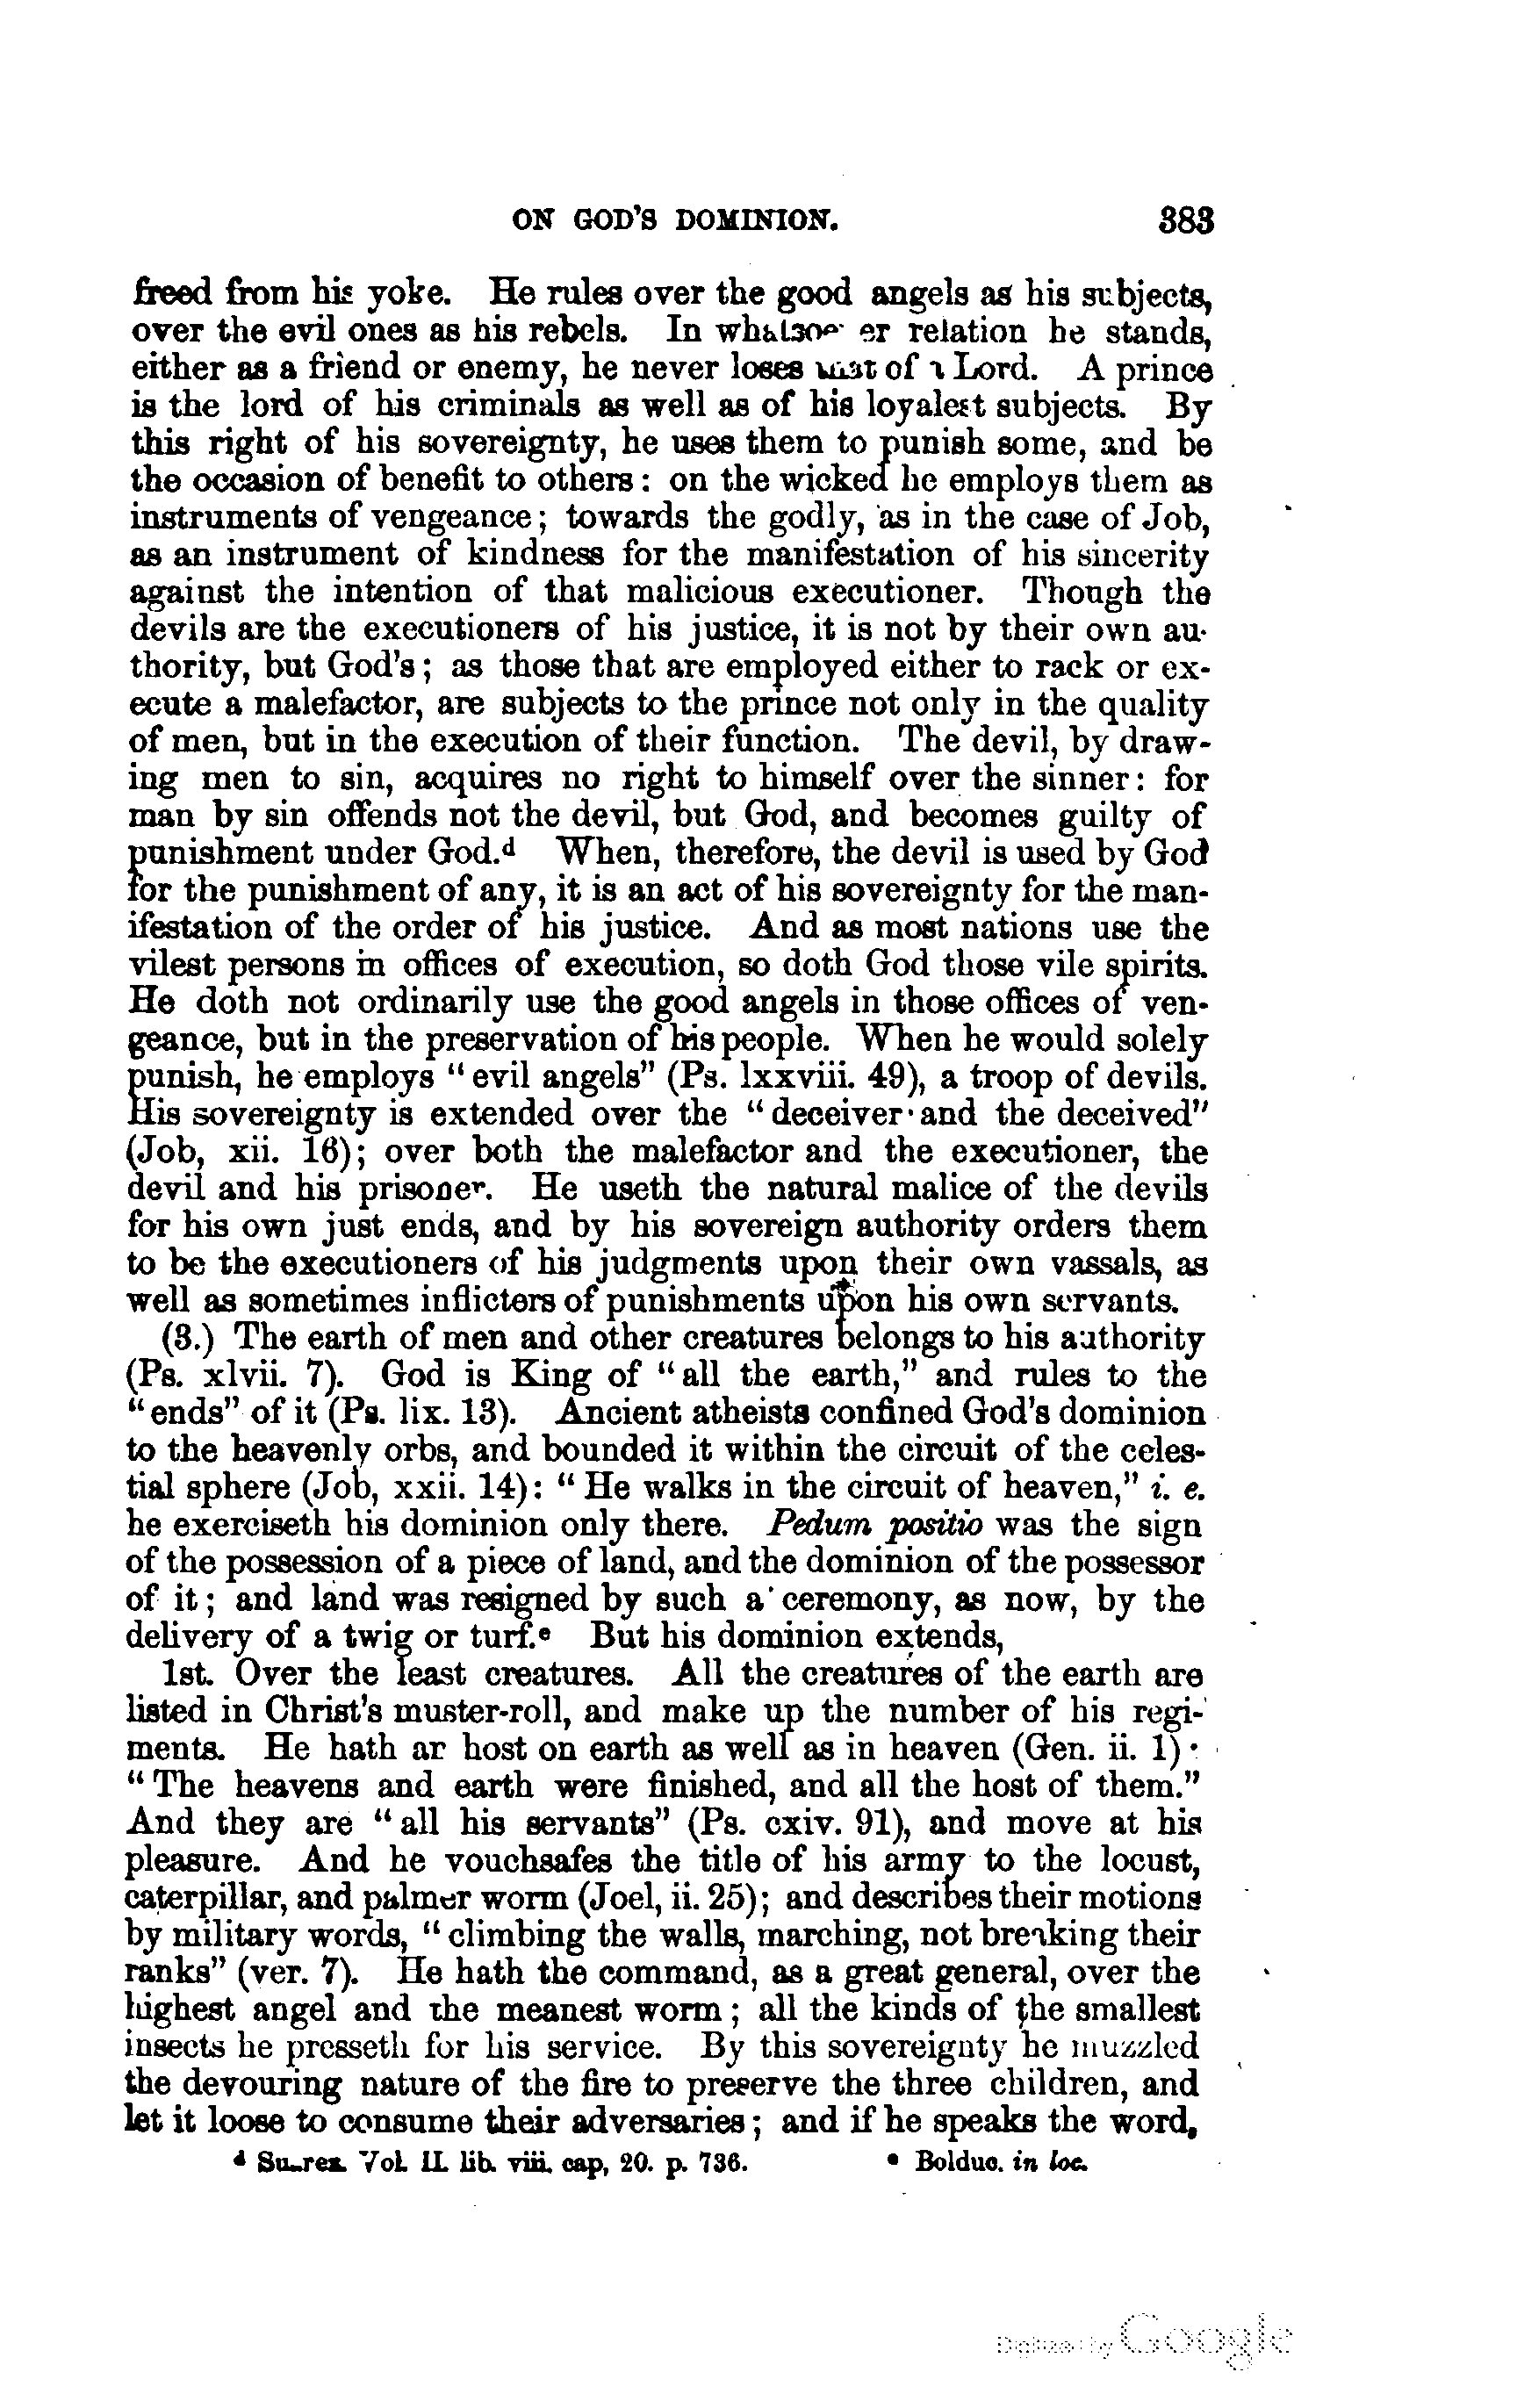 ON GOD'S DOMINION. 383
freed from his yoke. He rules over the good angels as his subjects,
over the evil ones as his rebels. In relation he stands,
either as a friend or enemy, he never loses of Lord. A prince
is the lord of his criminals as well as of his loyalest subjects. By
this right of his sovereignty, he uses them to punish some, and be
the occasion of benefit to others: on the wicked he employs them as
instruments of vengeance; towards the godly, as in the case of Job,
as an instrument of kindness for the manifestation of his sincerity
against the intention of that malicious executioner. Though the
devils are the executioners of his justice, it is not by their own au-
thority, but God's; as those that are employed either to rack or ex-
ecute a malefactor, are subjects to the prince not only in the quality
of men, but in the execution of their function. The devil, by draw-
ing men to sin, acquires no right to himself over the sinner: for
man by sin offends not the devil, but God, and becomes guilty of
punishment under God.d When, therefore, the devil is used by God
for the punishment of any, it is an act of his sovereignty for the man-
ifestation of the order of his justice. And as most nations use the
vilest persons in offices of execution, so doth God those vile spirits.
He doth not ordinarily use the good angels in those offices of ven-
geance, but in the preservation of his people. When he would solely
punish, he employs "evil angels" (Ps. lxxviii. 49), a troop of devils.
His sovereignty is extended over the "deceiver and the deceived"
(Job, xii. 16); over both the malefactor and the executioner, the
devil and his prisoner. He useth the natural malice of the devils
for his own just ends, and by his sovereign authority orders them
to be the executioners of his judgments upon their own vassals, as
well as sometimes inflicters of punishments upon his own servants.
(3.) The earth of men and other creatures belongs to his authority
(Ps. xlvii. 7). God is King of "all the earth," and rules to the
"ends" of it (Ps. lix. 13). Ancient atheists confined God's dominion
to the heavenly orbs, and bounded it within the circuit of the celes-
tial sphere (Job, xxii. 14): "He walks in the circuit of heaven," i. e.
he exerciseth his dominion only there. Pedum positio was the sign
of the possession of a piece of land, and the dominion of the possessor
of it; and land was resigned by such a ceremony, as now, by the
delivery of a twig or turf.e But his dominion extends,
1st. Over the least creatures. All the creatures of the earth are
listed in Christ's muster-roll, and make up the number of his regi-
ments. He hath ar host on earth as well as in heaven (Gen. ii. 1)·
"The heavens and earth were finished, and all the host of them."
And they are "all his servants" (Ps. cxiv. 91), and move at his
pleasure. And he vouchsafes the title of his army to the locust,
caterpillar, and palmer worm (Joel, ii. 25); and describes their motions
by military words, "climbing the walls, marching, not breaking their
ranks" (ver. 7). He hath the command, as a great general, over the
highest angel and the meanest worm; all the kinds of the smallest
insects he presseth for his service. By this sovereignty he muzzled
the devouring nature of the fire to preserve the three children, and
let it loose to consume their adversaries; and if he speaks the word,
d Vol. II. lib. viii. cap, 20. p. 736. e Bolduc. in loc.
Digitized by Google